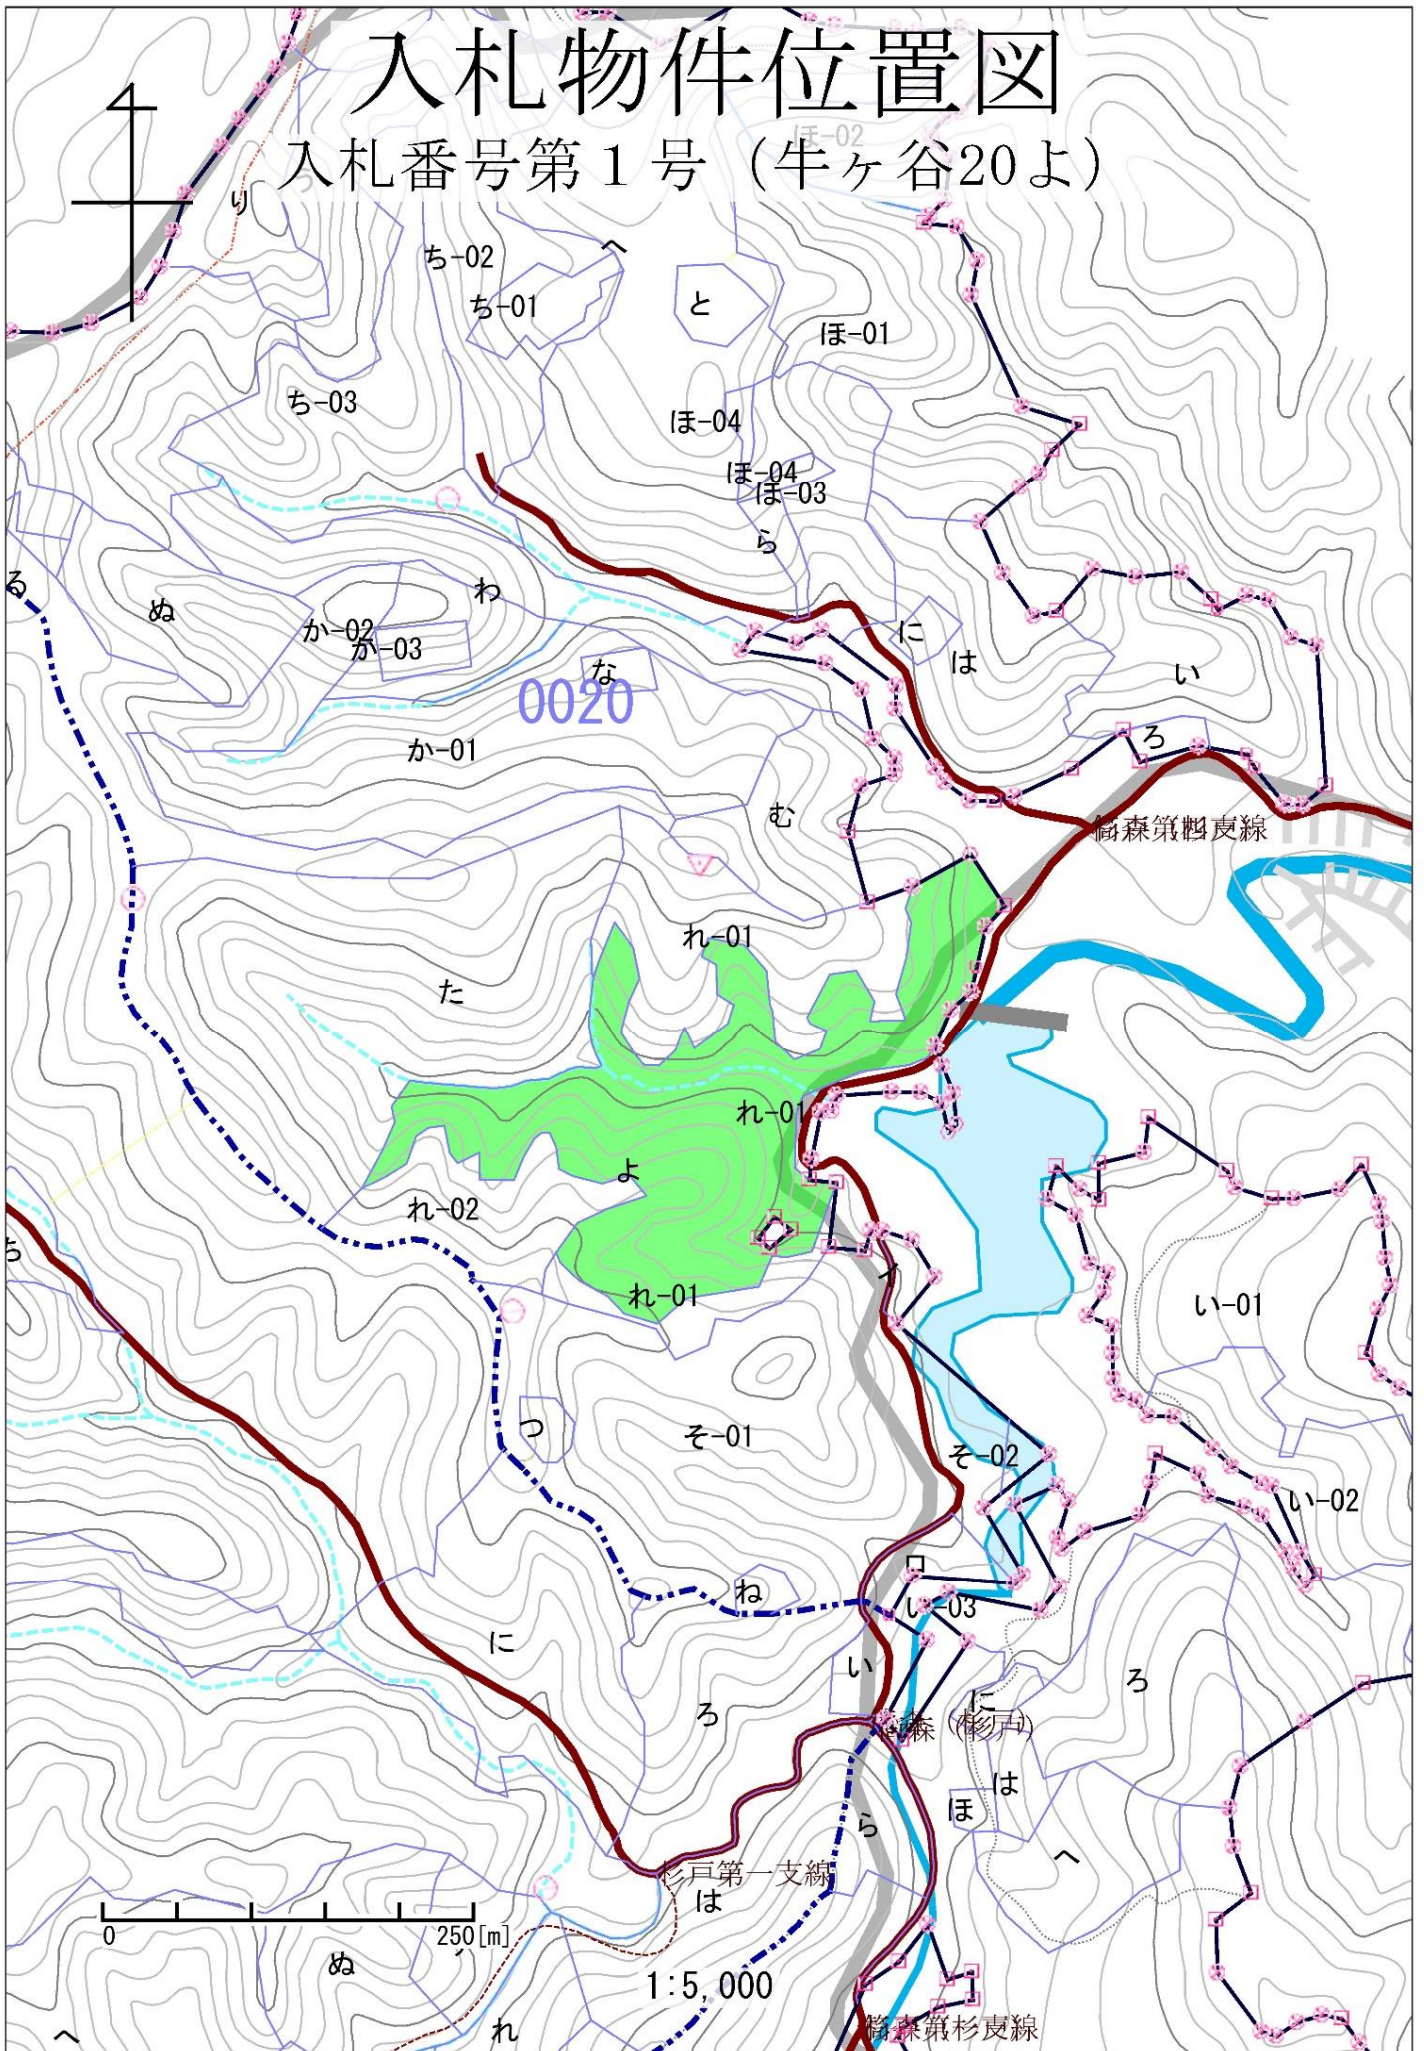 入札物件位置図
入札番号第１号（牛ヶ谷20よ）
ほ-02
り
ち-02
へ
ち-01
と
ほ-01
ち-03
ほ-04
ほ-04
ほ-03
ら
る
ぬ
わ
か-02
か-03
に
は
な
い
0020
ろ
か-01
む
れ-01
た
れ-01
よ
れ-02
ち
イ
れ-01
い-01
つ
そ-01
そ-02
い-02
ね
い-03
に
い
ろ
ろ
に
は
ほ
ら
へ
杉戸第一支線
は
0
250[m]
ぬ
1:5,000
れ
へ